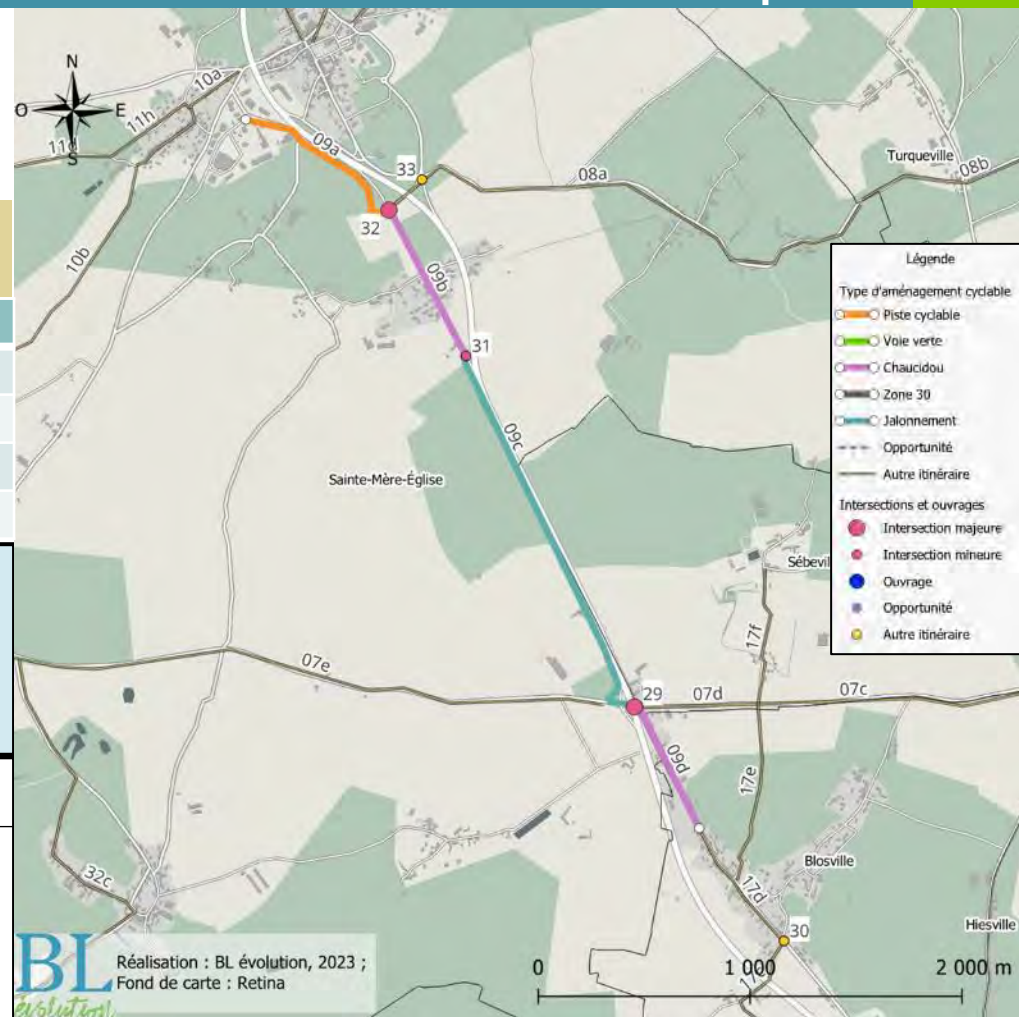 N
O
E
S
10a
11h
11d
10b
09a
33
32
08a
Turqueville
08b
09b
31
09c
Sainte-Mère-Église
Légende
Type d'aménagement cyclable
Piste cyclable
Voie verte
Chaucidou
Zone 30
Jalonnement
Opportunité
Autre itinéraire
Intersections et ouvrages
Intersection majeure
Intersection mineure
Ouvrage
Opportunité
Autre itinéraire
Sébevil
17f
07e
29
07d
07c
09d
17e
Blosville
17d
32c
30
Hiesville
BL
évolution
Réalisation : BL évolution, 2023 ;
Fond de carte : Retina
0
1 000
2 000 m